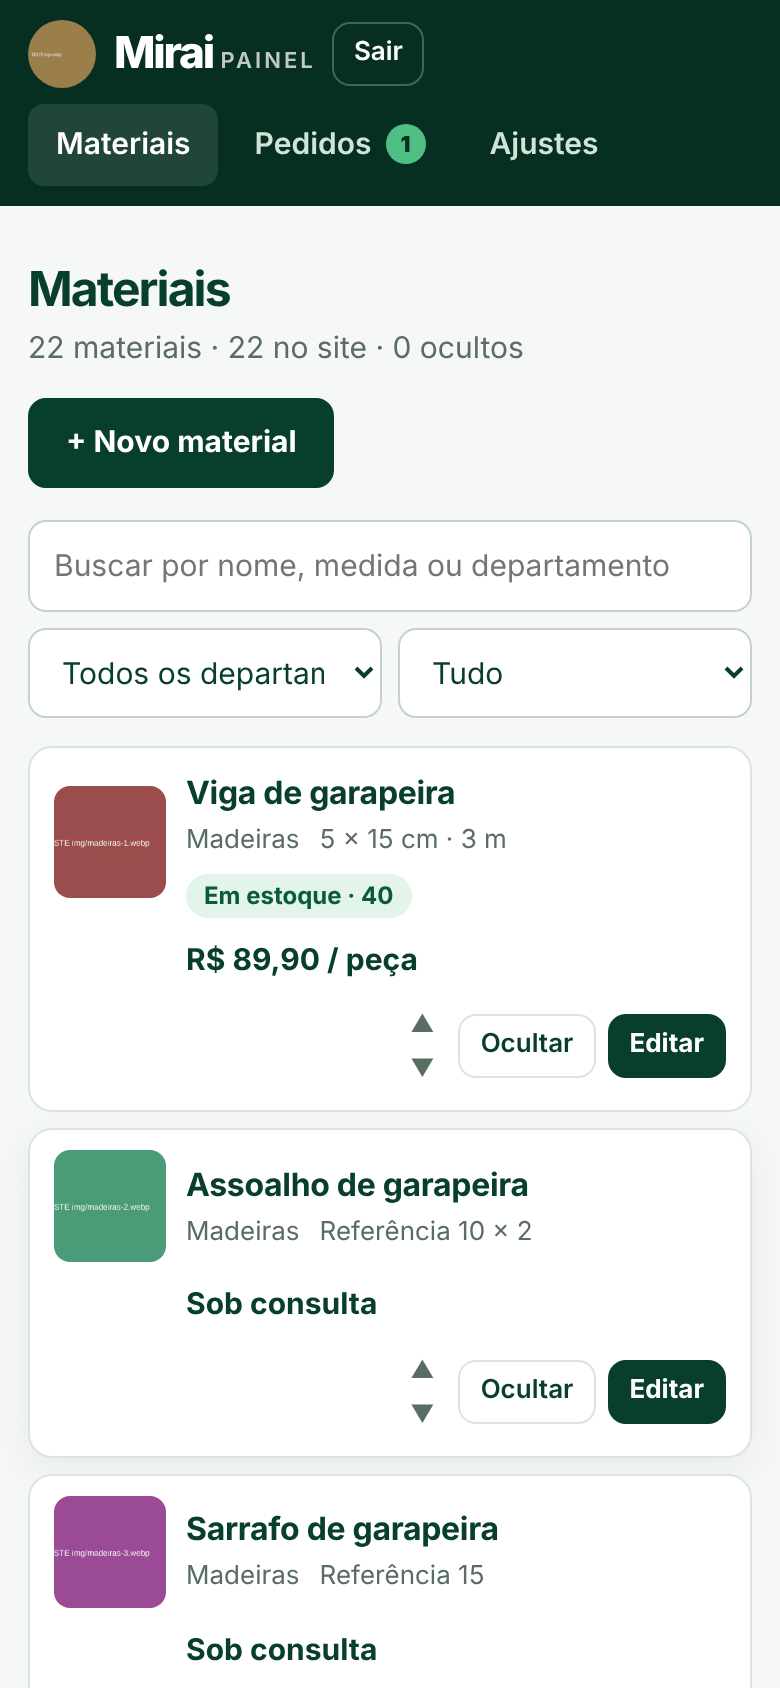 Mirai PAINEL Sair
Materiais Pedidos 1 Ajustes
Materiais
22 materiais · 22 no site · 0 ocultos
+ Novo material
Buscar por nome, medida ou departamento
Todos os departan Tudo
Viga de garapeira
STE img/madeiras-1.webp
Madeiras 5 × 15 cm · 3 m
Em estoque · 40
R$ 89,90 / peça
▲
▼
Ocultar Editar
Assoalho de garapeira
STE img/madeiras-2.webp
Madeiras Referência 10 × 2
Sob consulta
▲
▼
Ocultar Editar
Sarrafo de garapeira
STE img/madeiras-3.webp
Madeiras Referência 15
Sob consulta